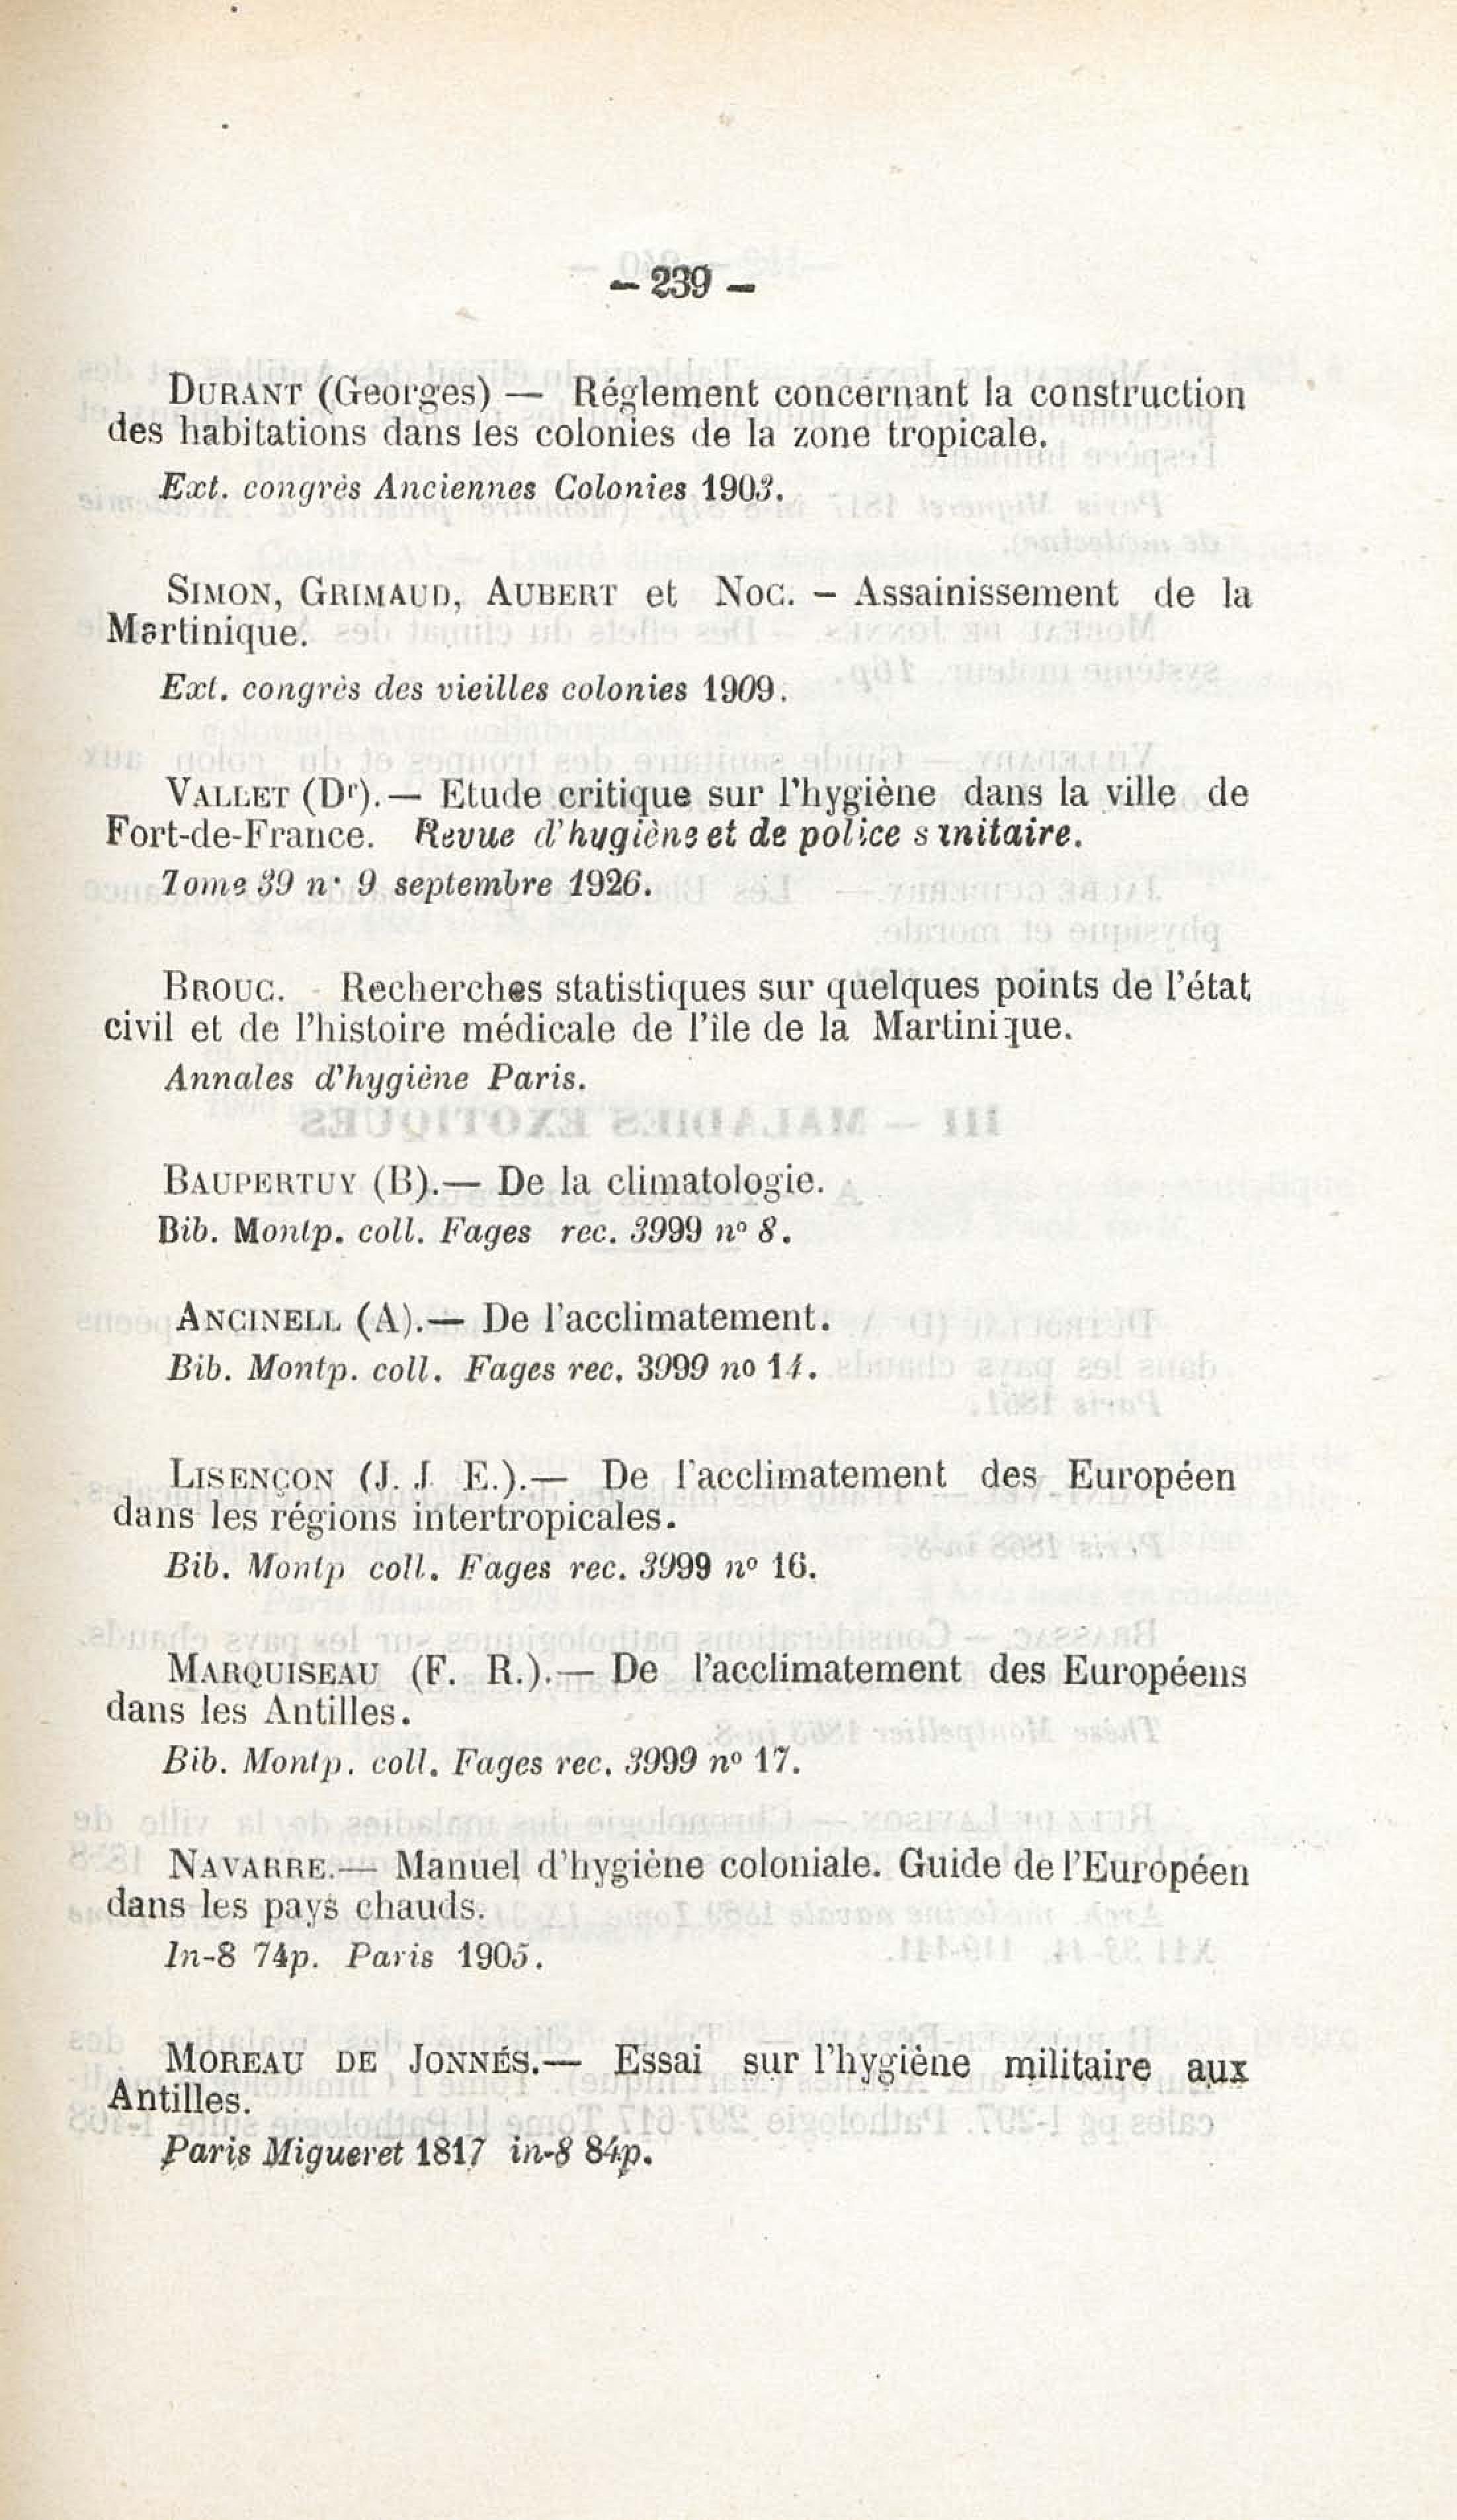 – 239 –
DURANT (Georges) — Réglement concernant la construction
des habitations dans les colonies de la zone tropicale.
Ext. congrès Anciennes Colonies 1903.
SIMON, GRIMAUD, AUBERT et NOC. – Assainissement de la
Martinique.
Ext. congrès des vieilles colonies 1909.
VALLET (Dr).— Etude critique sur l'hygiène dans la ville de
Fort-de-France. Revue d'hygiène et de police s nitaire.
Tome 39 n· 9 septembre 1926.
BROUC. - Recherches statistiques sur quelques points de l'état
civil et de l'histoire médicale de l'ile de la Martinique.
Annales d'hygiène Paris.
BAUPERTUY (B).— De la climatologie.
Bib. Montp. coll. Fages rec. 3999 no 8.
ANCINELL (A).— De l'acclimatement.
Bib. Montp. coll. Fages rec. 3999 no 14.
LISENÇON (J. J. E.).— De l'acclimatement des Européen
dans les régions intertropicales.
Bib. Montp coll. Fages rec. 3999 no 16.
MARQUISEAU (F. R.).— De l'acclimatement des Européens
dans les Antilles.
Bib. Montp. coll. Fages rec. 3999 no 17.
NAVARRE.— Manuel d'hygiène coloniale. Guide de l'Européen
dans les pays chauds.
In-8 74p. Paris 1905.
MOREAU DE JONNÉS.— Essai sur l'hygiène militaire aux
Antilles.
Paris Migueret 1817 in-8 84p.